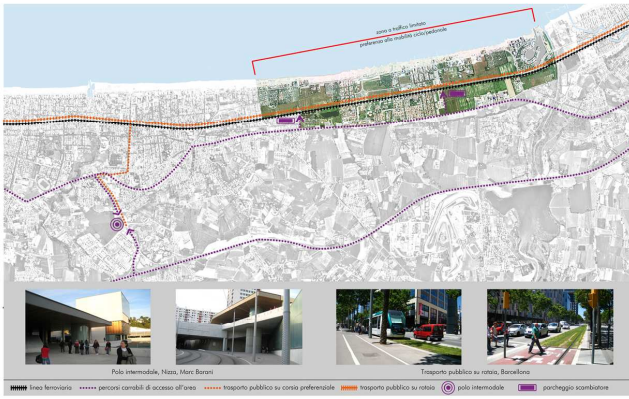 zona a traffico limitato
preferenza alla mobilità ciclo/pedonale
Polo intermodale, Nizza, Marc Barani
Trasporto pubblico su rotaia, Barcellona
linea ferroviaria
percorsi carrabili di accesso all'area
trasporto pubblico su corsia preferenziale
trasporto pubblico su rotaia
polo intermodale
parcheggio scambiatore